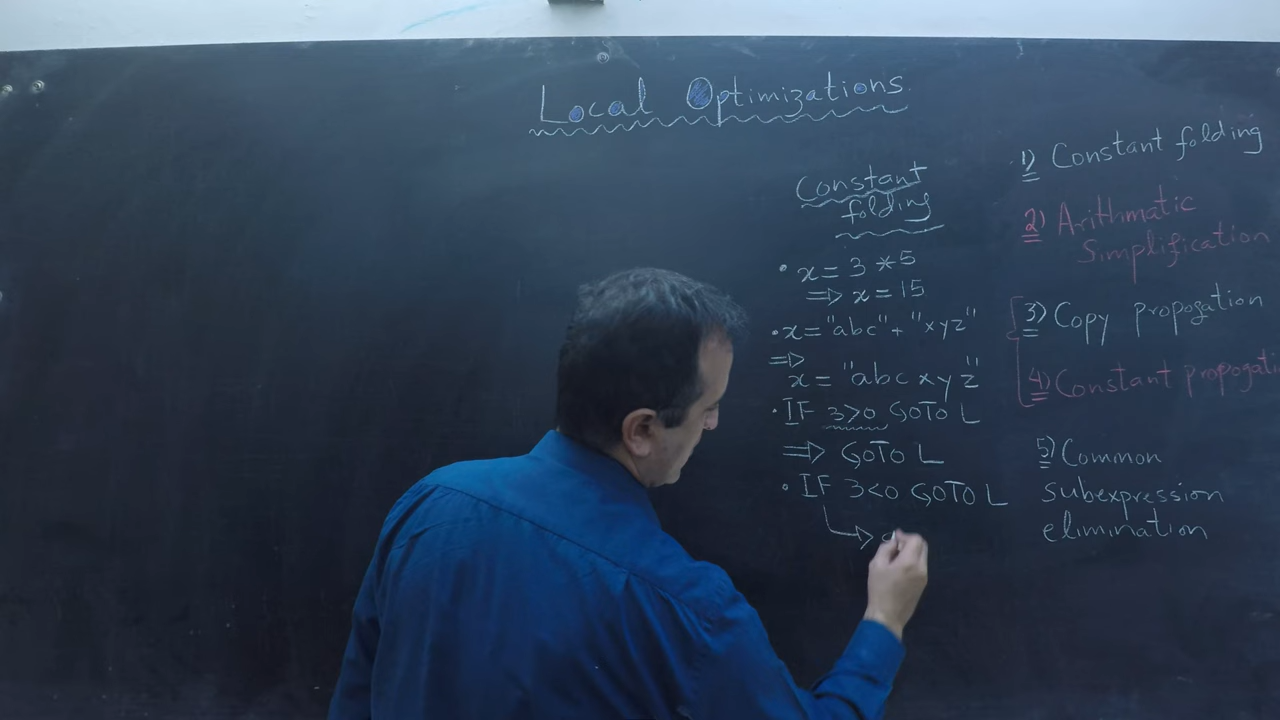 Local Optimizations.
Constant
folding
• x = 3 * 5
⇒ x = 15
• x = "abc" + "xyz"
⇒
x = "abcxyz"
• IF 3>0 GOTO L
⇒ GOTO L
• IF 3<0 GOTO L
1) Constant folding
2) Arithmatic
Simplification
3) Copy propogation
4) Constant propogati
5) Common
subexpression
elimination